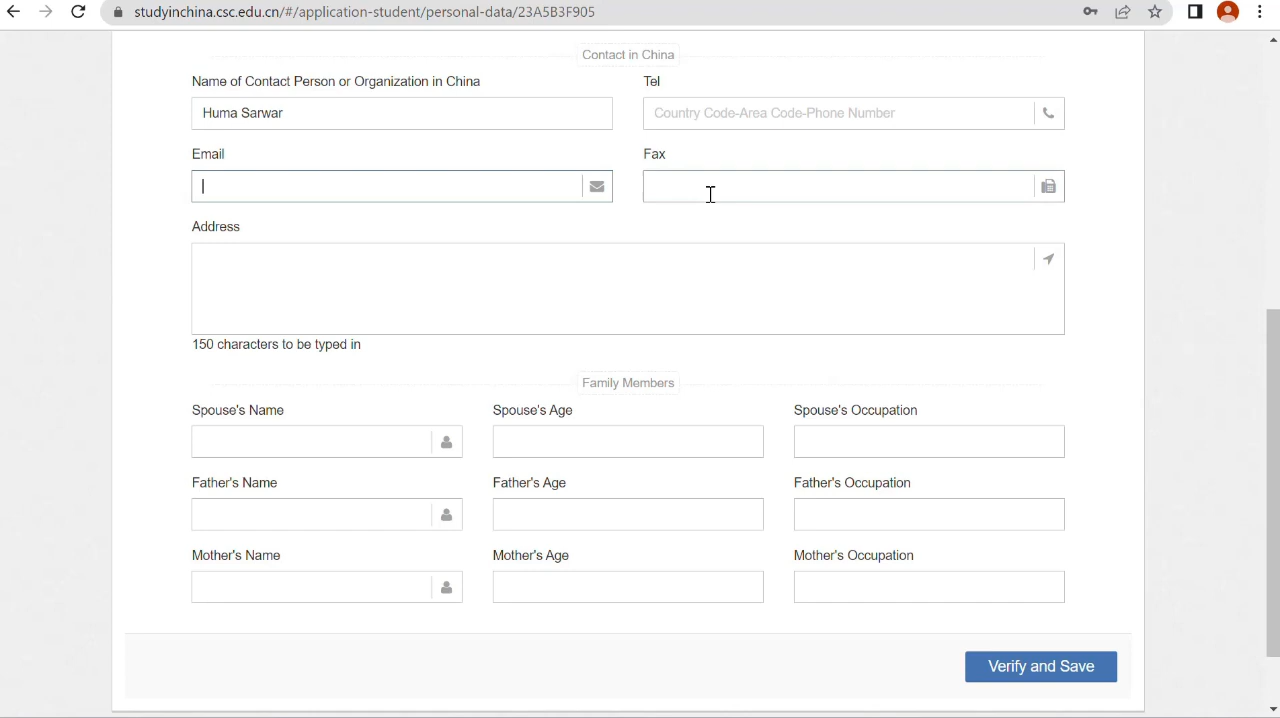 studyinchina.csc.edu.cn/#/application-student/personal-data/23A5B3F905
Contact in China
Name of Contact Person or Organization in China
Tel
Huma Sarwar
Country Code-Area Code-Phone Number
Email
Fax
Address
150 characters to be typed in
Family Members
Spouse's Name
Spouse's Age
Spouse's Occupation
Father's Name
Father's Age
Father's Occupation
Mother's Name
Mother's Age
Mother's Occupation
Verify and Save